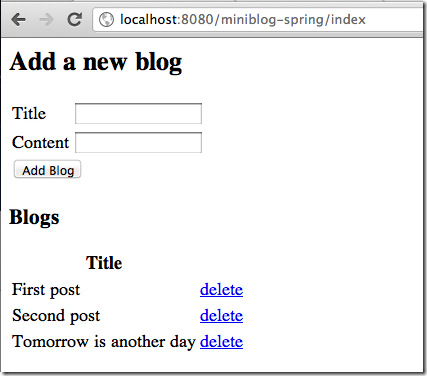 localhost:8080/miniblog-spring/index
Add a new blog
Title
Content
Add Blog
Blogs
Title
First post delete
Second post delete
Tomorrow is another day delete